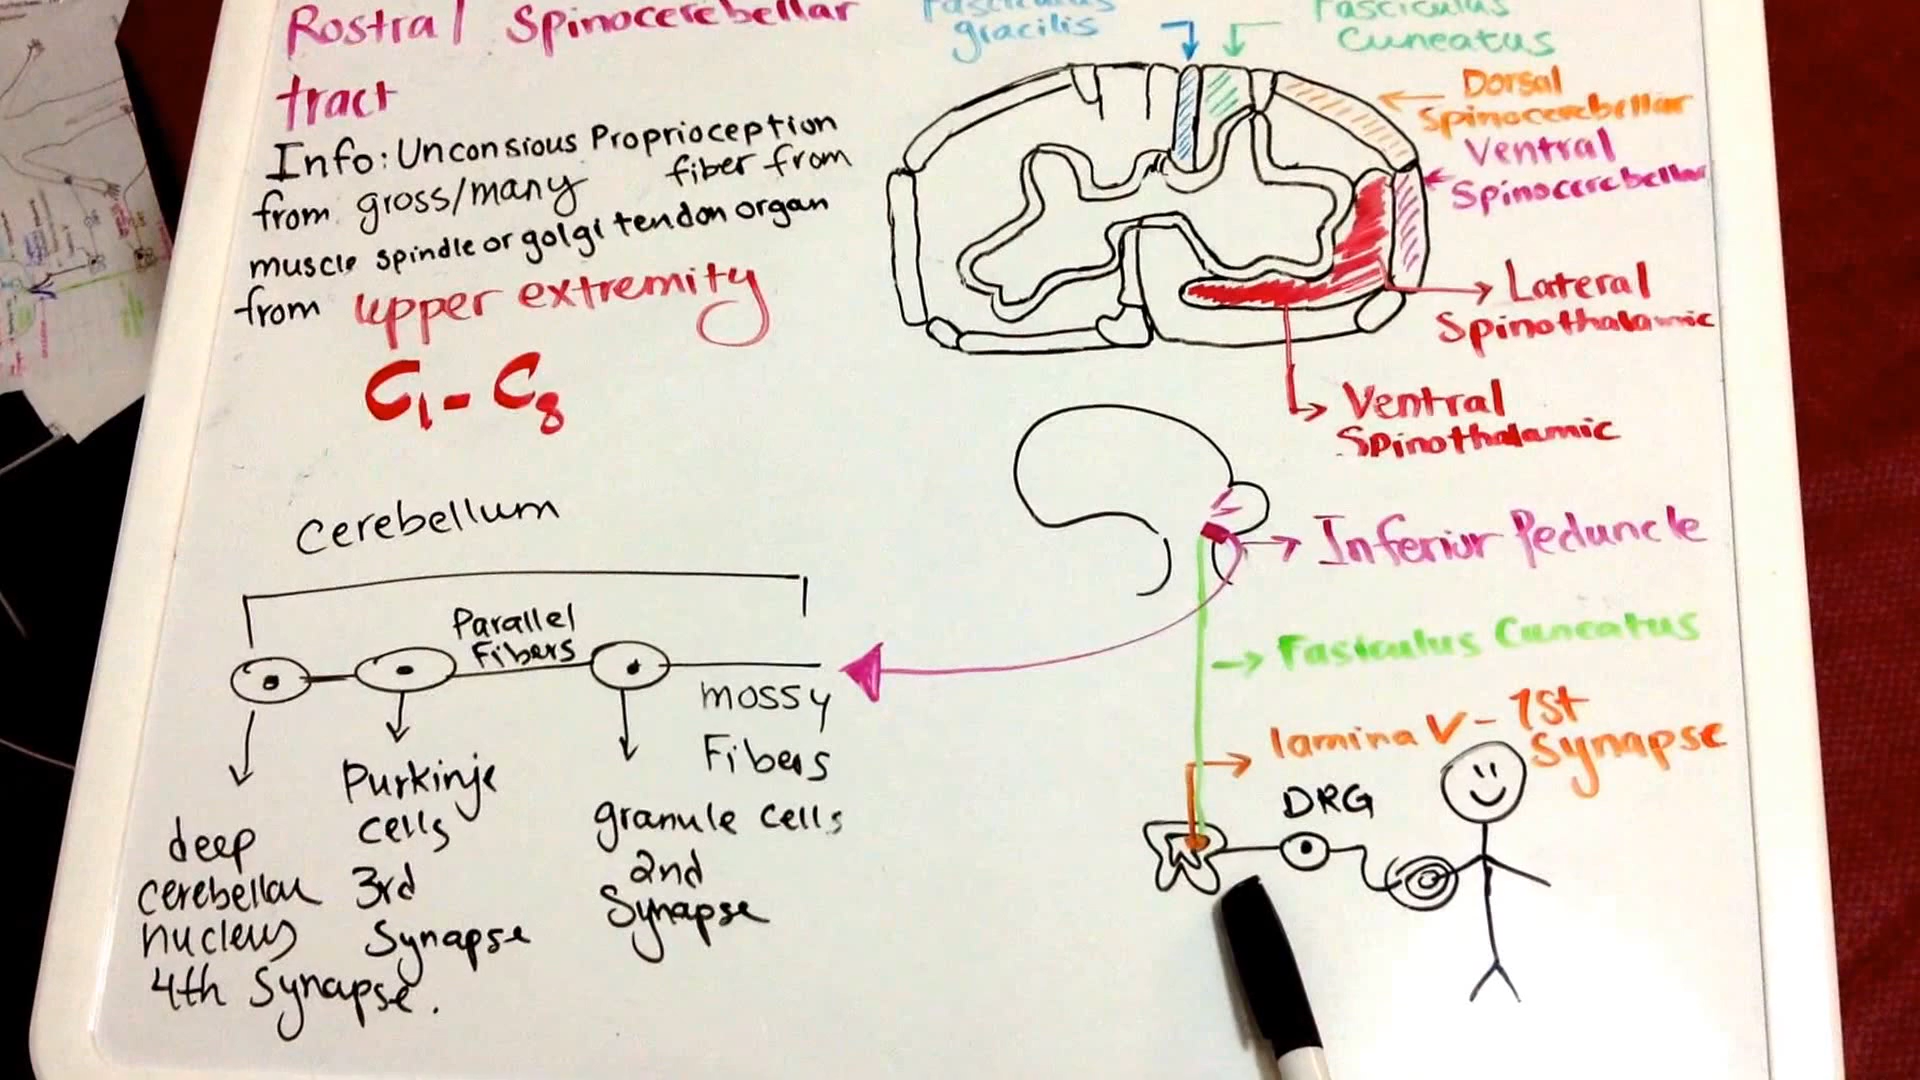 Rostral Spinocerebellar
tract
Info: Unconsious Proprioception
from gross/many fiber from
muscle spindle or golgi tendon organ
from upper extremity
C1 - C8
Fasciculus
gracilis
Fasciculus
Cuneatus
Dorsal
Spinocerebellar
Ventral
Spinocerebellar
Lateral
Spinothalamic
Ventral
Spinothalamic
Inferior Peduncle
Fasiculus Cuneatus
lamina V - 1st
Synapse
DRG
Cerebellum
Parallel
Fibers
mossy
Fibers
granule cells
2nd
Synapse
Purkinje
cells
3rd
Synapse
deep
cerebellar
nucleus
4th Synapse.